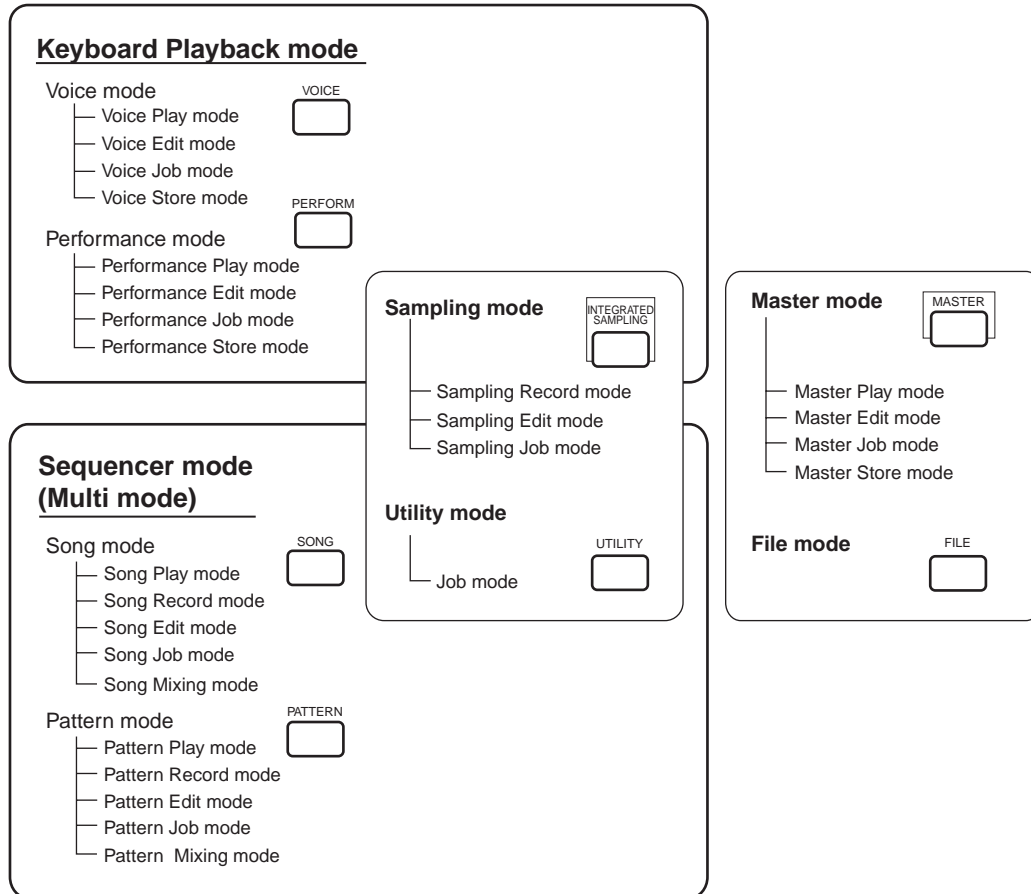 Keyboard Playback mode
Voice mode
VOICE
Voice Play mode
Voice Edit mode
Voice Job mode
Voice Store mode
PERFORM
Performance mode
Performance Play mode
Performance Edit mode
Performance Job mode
Performance Store mode
Sampling mode
INTEGRATED
SAMPLING
Sampling Record mode
Sampling Edit mode
Sampling Job mode
Utility mode
UTILITY
Job mode
Master mode
MASTER
Master Play mode
Master Edit mode
Master Job mode
Master Store mode
File mode
FILE
Sequencer mode
(Multi mode)
Song mode
SONG
Song Play mode
Song Record mode
Song Edit mode
Song Job mode
Song Mixing mode
Pattern mode
PATTERN
Pattern Play mode
Pattern Record mode
Pattern Edit mode
Pattern Job mode
Pattern  Mixing mode